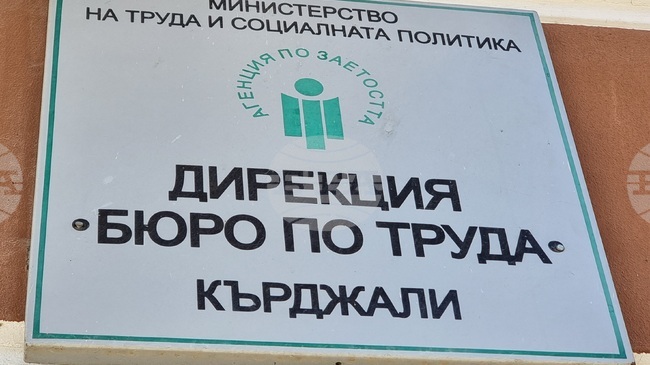 МИНИСТЕРСТВО
НА ТРУДА И СОЦИАЛНАТА ПОЛИТИКА
АГЕНЦИЯ ПО ЗАЕТОСТТА
ДИРЕКЦИЯ
БЮРО ПО ТРУДА
КЪРДЖАЛИ